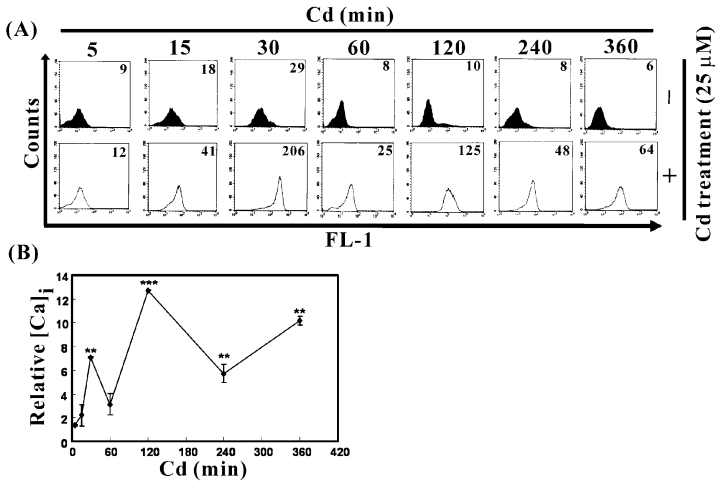 (A)
Cd (min)
5 15 30 60 120 240 360
9 18 29 8 10 8 6
12 41 206 25 125 48 64
Counts
FL-1
Cd treatment (25 μM)
− +
(B)
14
12
10
8
6
4
2
0
Relative [Ca]i
** *** ** **
0 60 120 180 240 300 360 420
Cd (min)